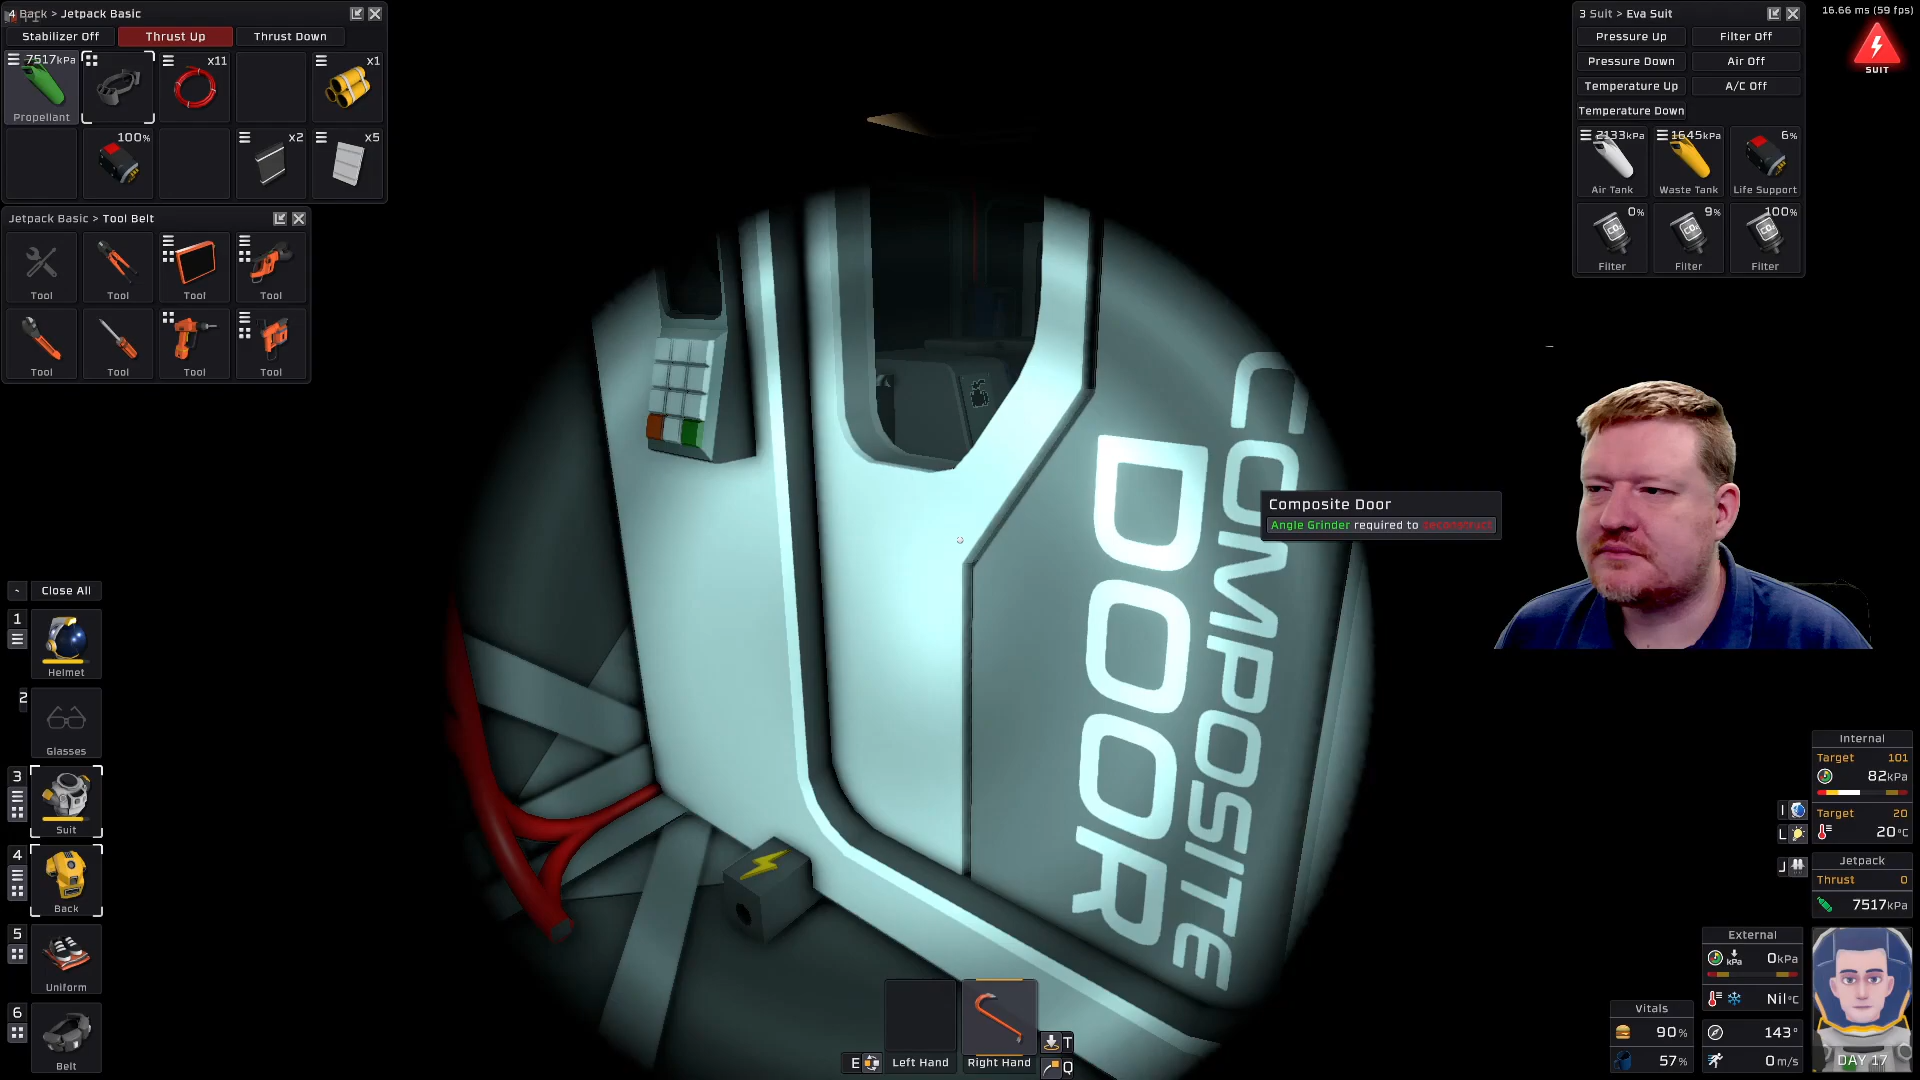 4 Back > Jetpack Basic
Stabilizer Off
Thrust Up
Thrust Down
7517kPa
Propellant
x11
x1
100%
x2
x5
Jetpack Basic > Tool Belt
Tool
Tool
Tool
Tool
Tool
Tool
Tool
Tool
3 Suit > Eva Suit
Pressure Up
Filter Off
Pressure Down
Air Off
Temperature Up
A/C Off
Temperature Down
2133kPa
Air Tank
1645kPa
Waste Tank
6%
Life Support
0%
Filter
9%
Filter
100%
Filter
16.66 ms (59 fps)
SUIT
COMPOSITE
DOOR
Composite Door
Angle Grinder required to deconstruct
~ Close All
1
Helmet
2
Glasses
3
Suit
4
Back
5
Uniform
6
Belt
E
Left Hand
Right Hand
T
Q
Internal
Target 101
82kPa
Target 20
20°C
I
L
J
Jetpack
Thrust 0
7517kPa
External
kPa
0kPa
Nil°C
143°
0m/s
Vitals
90%
57%
DAY 17